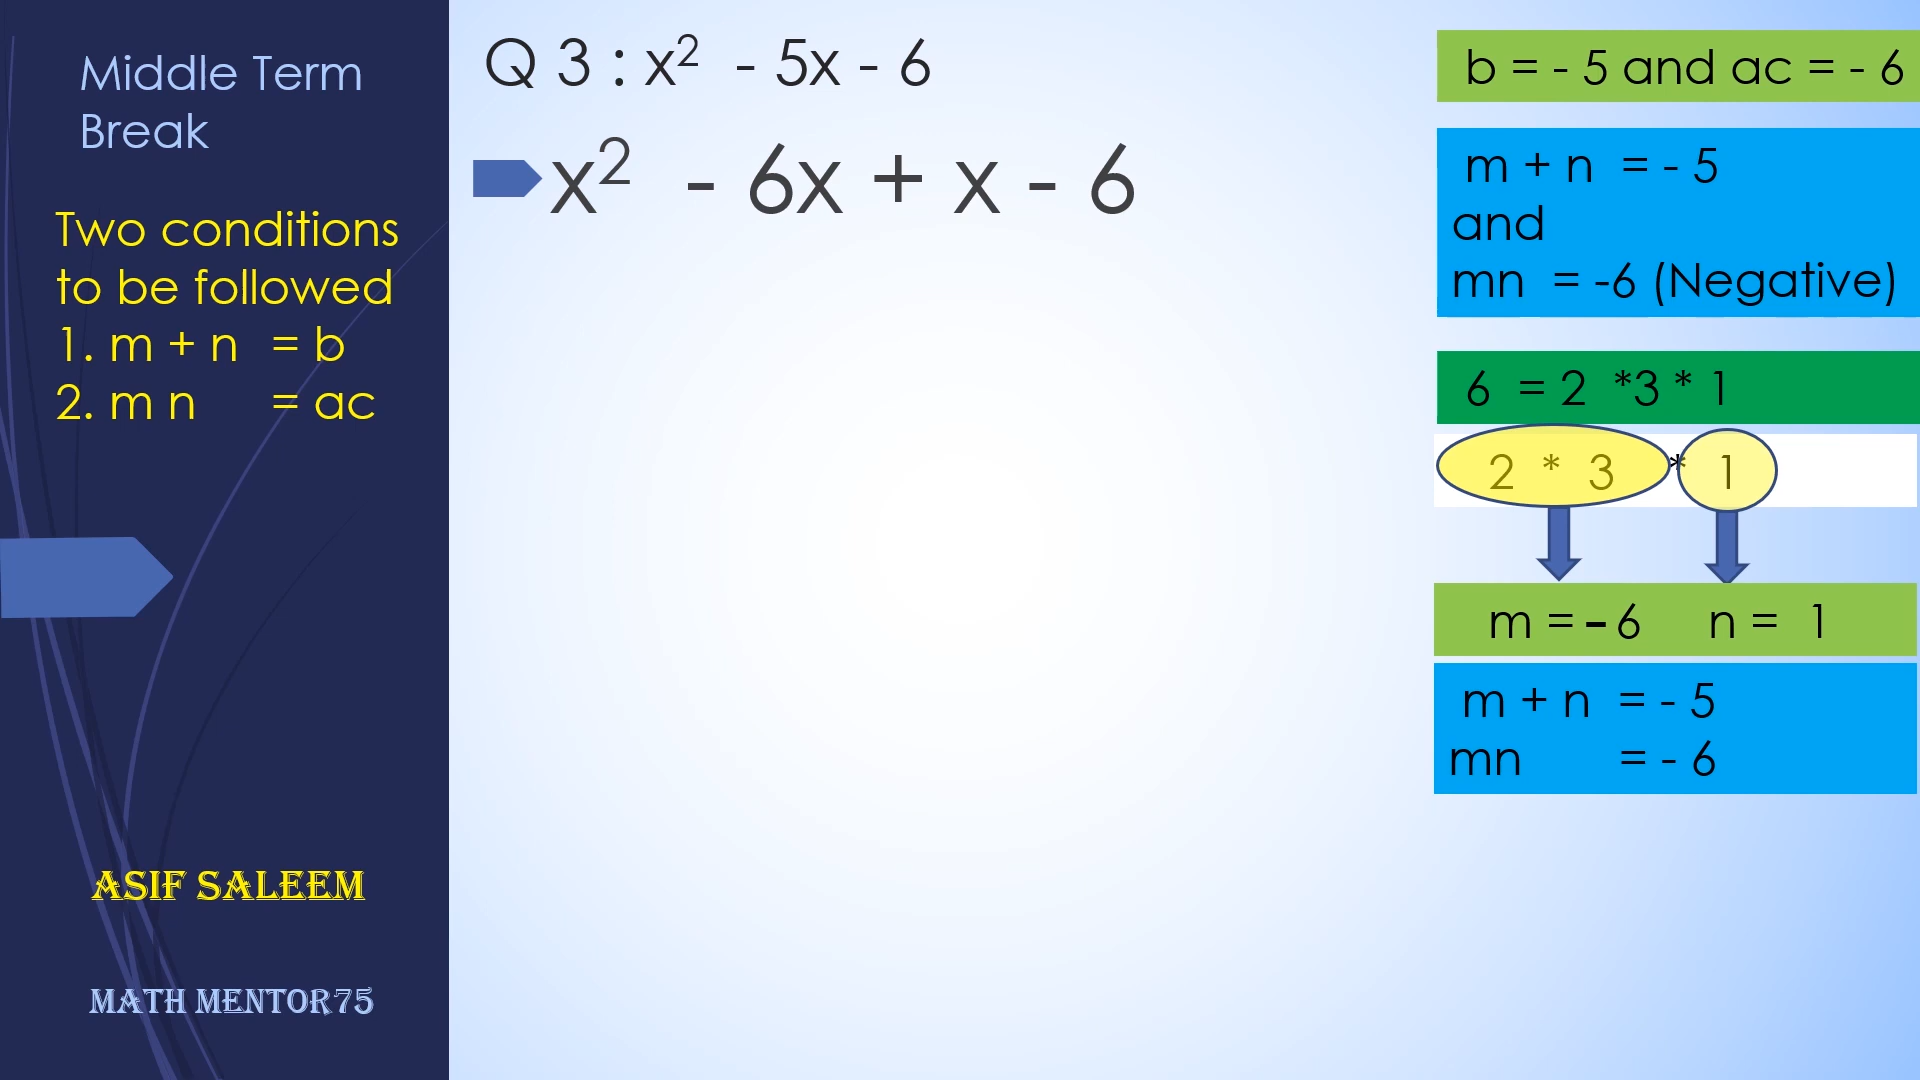 Middle Term
Break
Two conditions
to be followed
1. m + n = b
2. m n = ac
ASIF SALEEM
MATH MENTOR75
Q 3 : x² - 5x - 6
x² - 6x + x - 6
b = - 5 and ac = - 6
m + n = - 5
and
mn = -6 (Negative)
6 = 2 *3 * 1
2 * 3 * 1
m = - 6 n = 1
m + n = - 5
mn = - 6